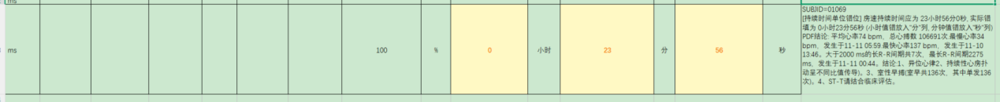 ms
SUBJID=01069
[持续时间单位错位] 房速持续时间应为 23小时56分0秒, 实际错
填为 0小时23分56秒 (小时值错放入"分"列, 分钟值错放入"秒"列)
PDF结论: 平均心率74 bpm，总心搏数 106691次.最慢心率34
ms 100 % 0 小时 23 分 56 秒
bpm，发生于11-11 05:59.最快心率137 bpm，发生于11-10
13:46。大于2000 ms的长R-R间期共7次，最长R-R间期2275
ms，发生于11-11 00:44。结论:1、异位心律2、持续性心房扑
动呈不同比值传导)。3、室性早搏(室早共136次，其中单发136
次)。4、ST-T请结合临床评估。